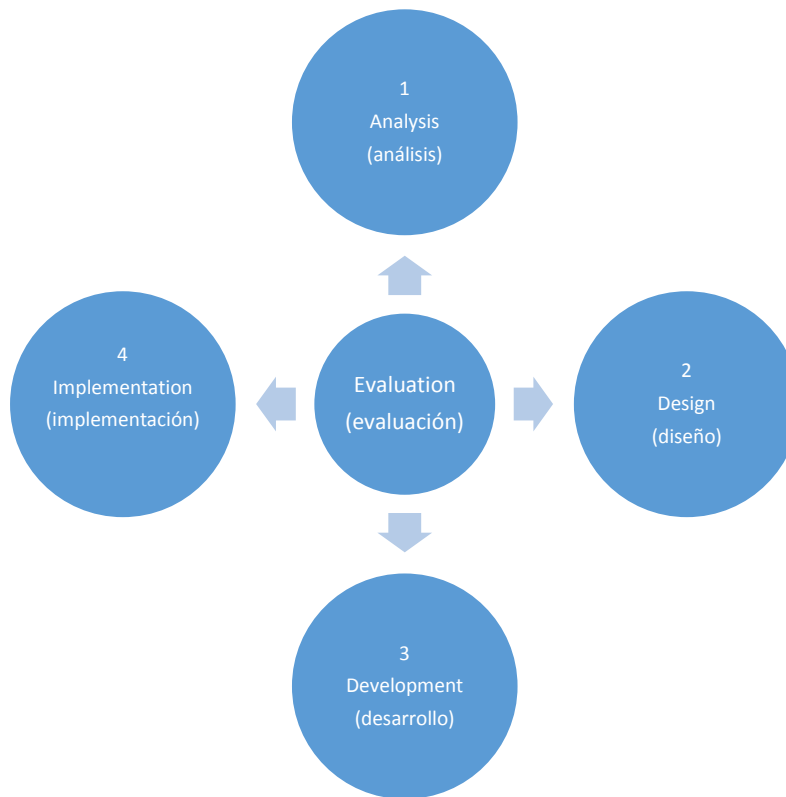 1
Analysis
(análisis)
4
Implementation
(implementación)
Evaluation
(evaluación)
2
Design
(diseño)
3
Development
(desarrollo)